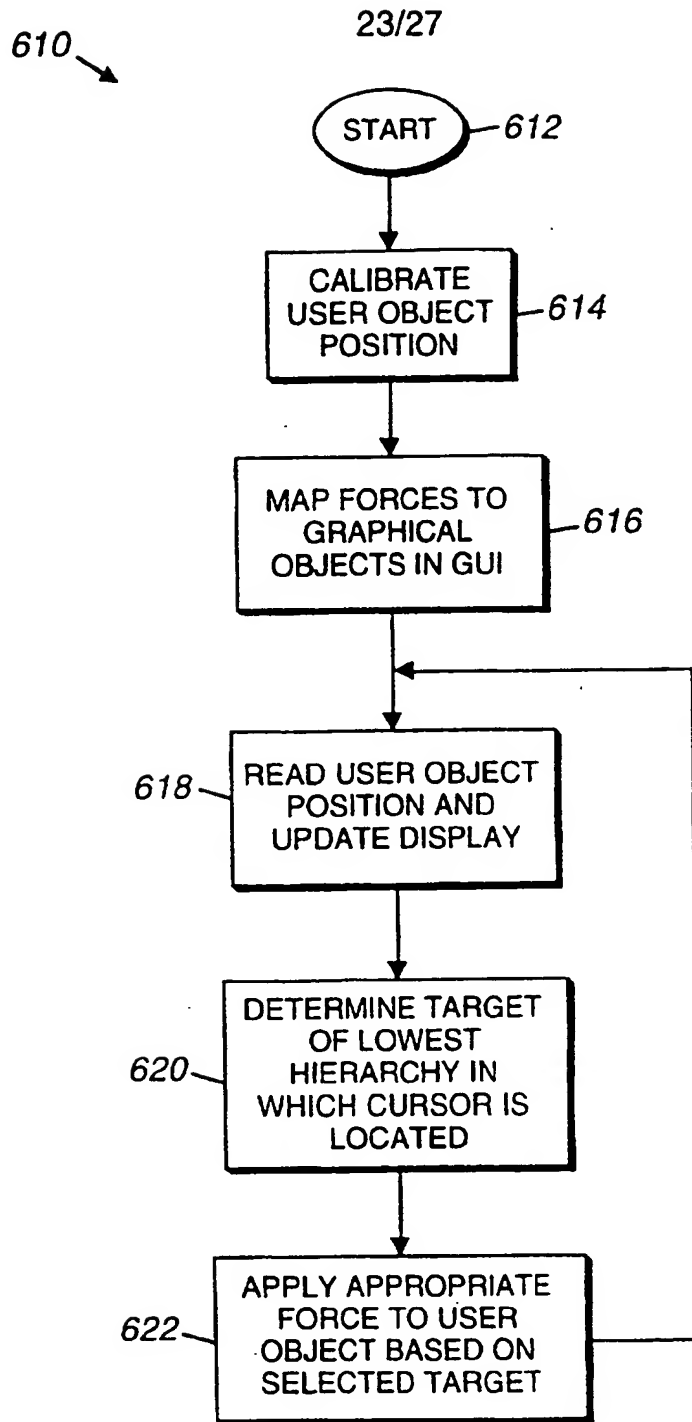 23/27
610
START
612
CALIBRATE
USER OBJECT
POSITION
614
MAP FORCES TO
GRAPHICAL
OBJECTS IN GUI
616
618
READ USER OBJECT
POSITION AND
UPDATE DISPLAY
620
DETERMINE TARGET
OF LOWEST
HIERARCHY IN
WHICH CURSOR IS
LOCATED
622
APPLY APPROPRIATE
FORCE TO USER
OBJECT BASED ON
SELECTED TARGET